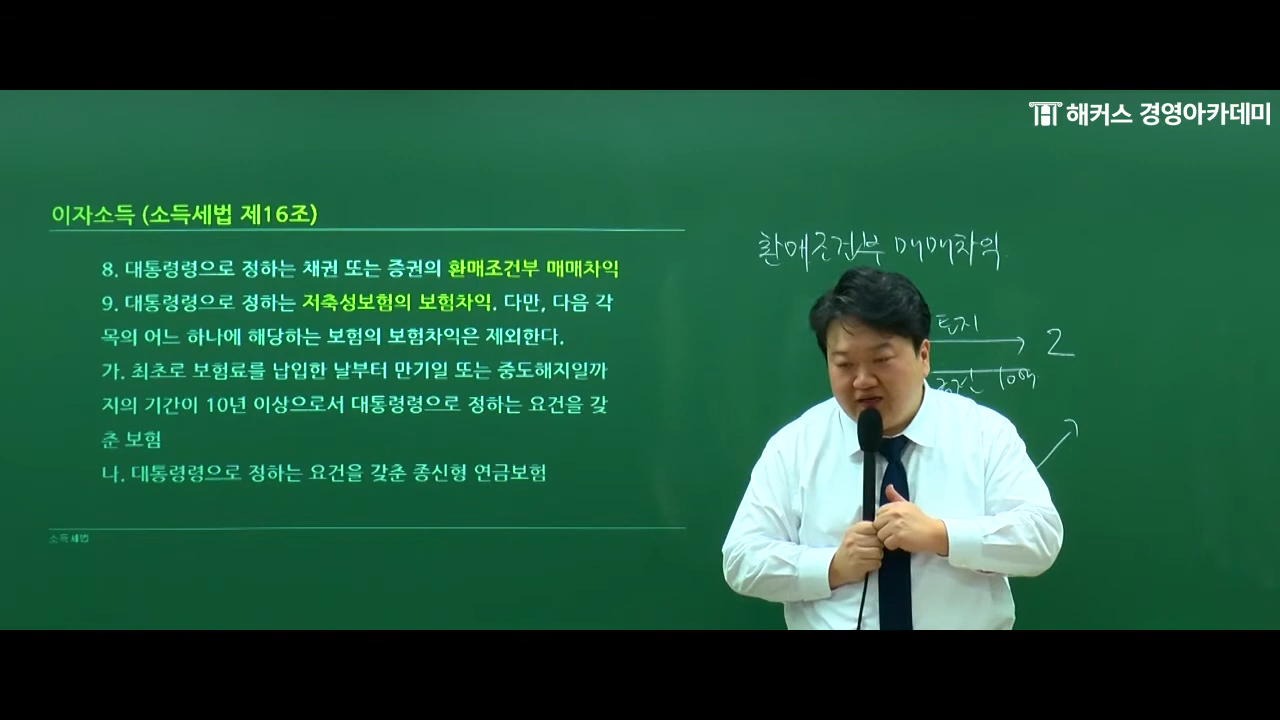 해커스 경영아카데미
이자소득 (소득세법 제16조)
8. 대통령령으로 정하는 채권 또는 증권의 환매조건부 매매차익
9. 대통령령으로 정하는 저축성보험의 보험차익. 다만, 다음 각
목의 어느 하나에 해당하는 보험의 보험차익은 제외한다.
가. 최초로 보험료를 납입한 날부터 만기일 또는 중도해지일까
지의 기간이 10년 이상으로서 대통령령으로 정하는 요건을 갖
춘 보험
나. 대통령령으로 정하는 요건을 갖춘 종신형 연금보험
소득세법
환매조건부 매매차익
토지
2
10억